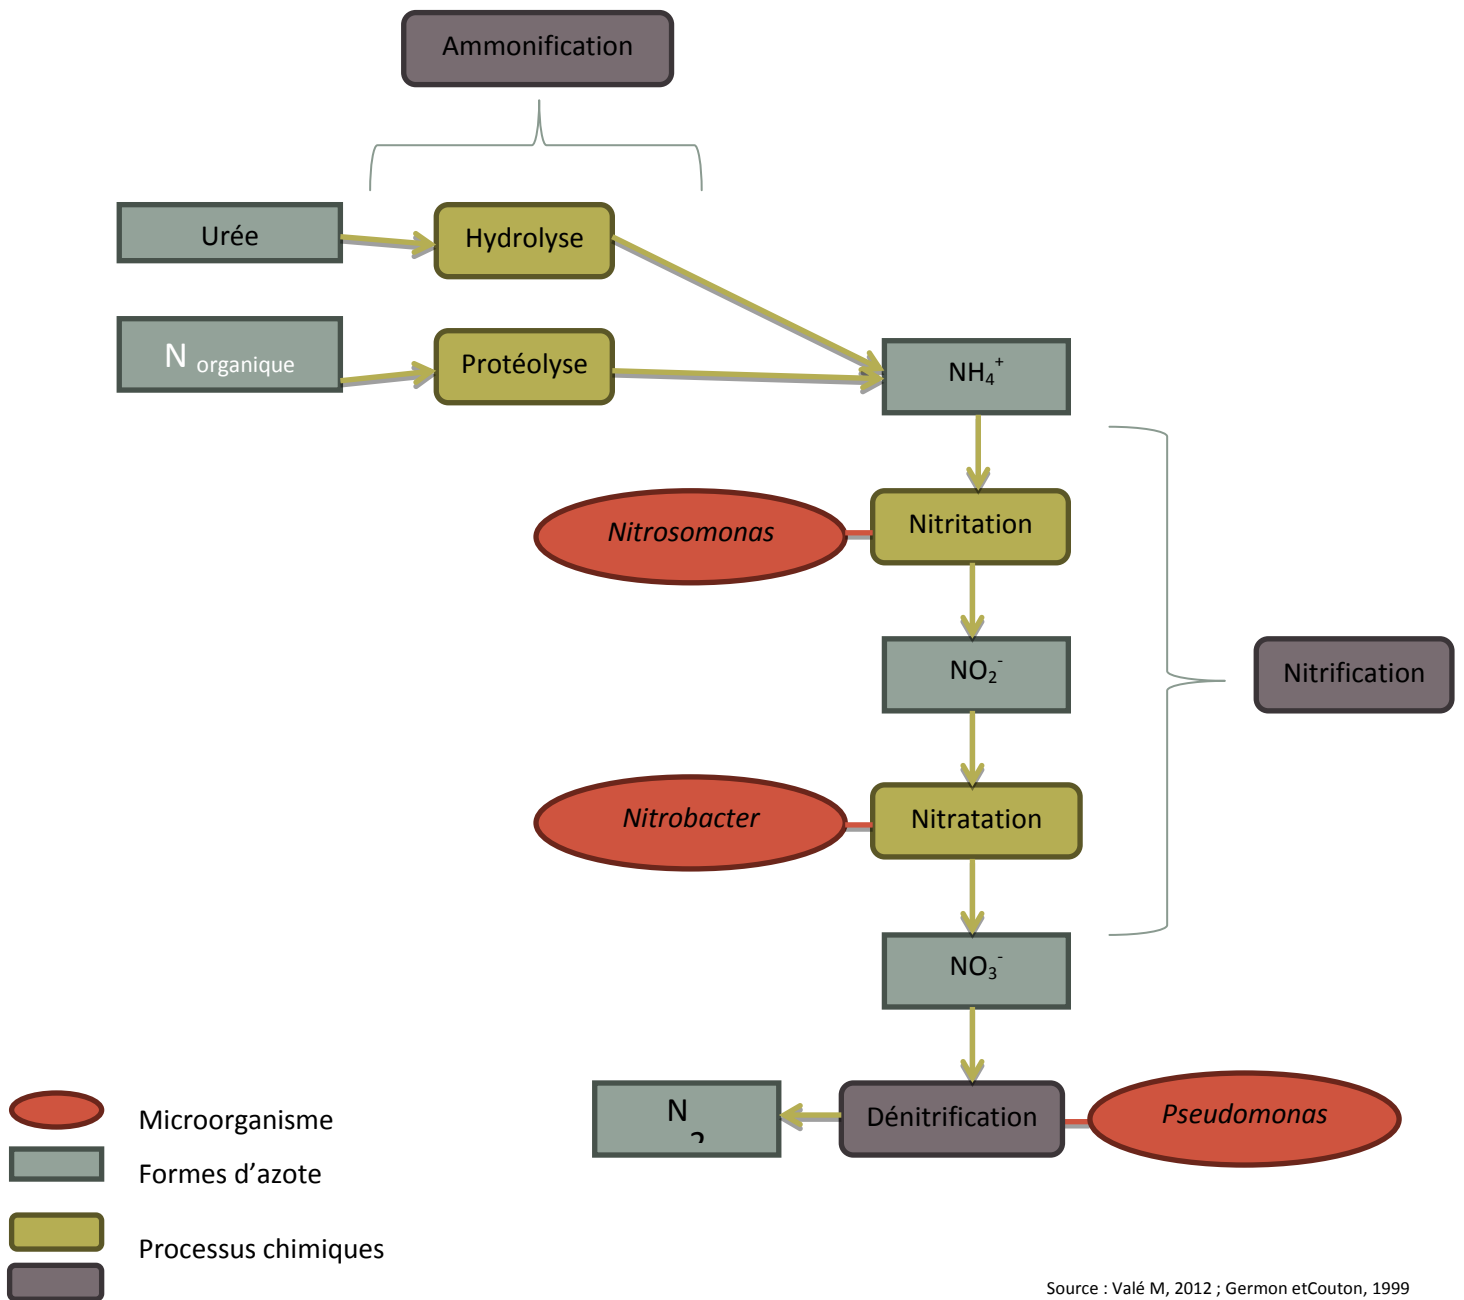 Ammonification
Urée
Hydrolyse
N organique
Protéolyse
NH₄⁺
Nitrosomonas
Nitritation
NO₂⁻
Nitrification
Nitrobacter
Nitratation
NO₃⁻
N
2
Dénitrification
Pseudomonas
Microorganisme
Formes d’azote
Processus chimiques
Source : Valé M, 2012 ; Germon etCouton, 1999